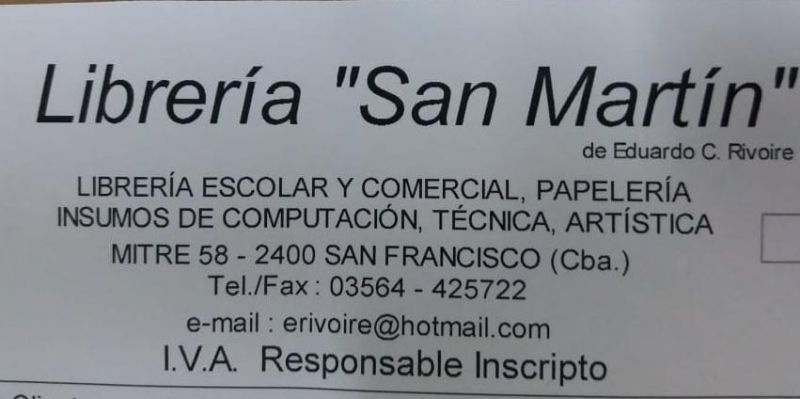 Librería "San Martín"
de Eduardo C. Rivoire
LIBRERÍA ESCOLAR Y COMERCIAL, PAPELERÍA
INSUMOS DE COMPUTACIÓN, TÉCNICA, ARTÍSTICA
MITRE 58 - 2400 SAN FRANCISCO (Cba.)
Tel./Fax : 03564 - 425722
e-mail : erivoire@hotmail.com
I.V.A. Responsable Inscripto